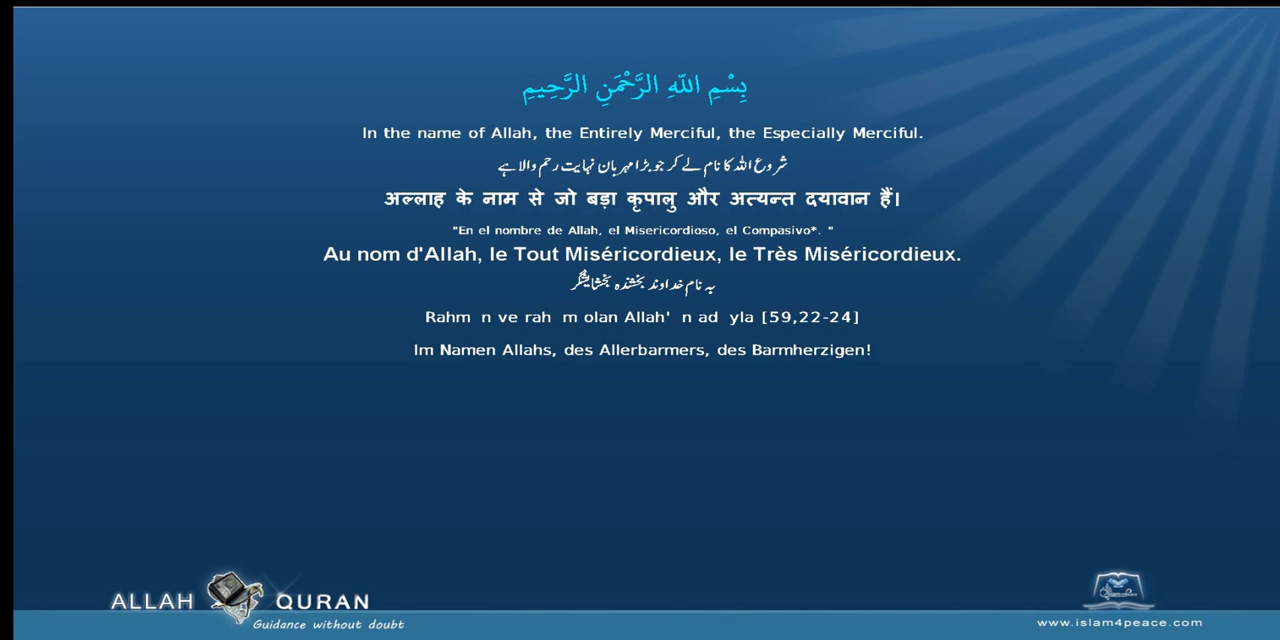 بِسْمِ اللَّهِ الرَّحْمَنِ الرَّحِيمِ
In the name of Allah, the Entirely Merciful, the Especially Merciful.
شروع اللہ کا نام لے کر جو بڑا مہربان نہایت رحم والا ہے
अल्लाह के नाम से जो बड़ा कृपालु और अत्यन्त दयावान हैं।
"En el nombre de Allah, el Misericordioso, el Compasivo*. "
Au nom d'Allah, le Tout Miséricordieux, le Très Miséricordieux.
به نام خداوند بخشنده بخشایشگر
Rahm n ve rah m olan Allah' n ad yla [59,22-24]
Im Namen Allahs, des Allerbarmers, des Barmherzigen!
ALLAH QURAN
Guidance without doubt
www.islam4peace.com